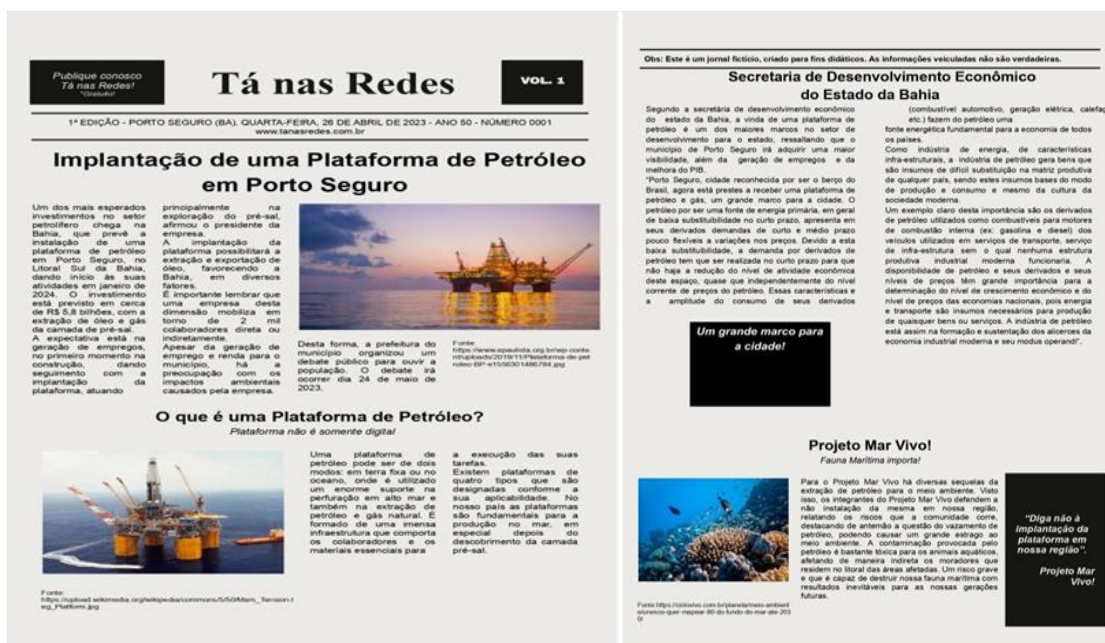 Publique conosco
Tá nas Redes!
"Gratuito!
Tá nas Redes
VOL. 1
1ª EDIÇÃO - PORTO SEGURO (BA). QUARTA-FEIRA, 26 DE ABRIL DE 2023 - ANO 50 - NÚMERO 0001
www.tanasredes.com.br
Implantação de uma Plataforma de Petróleo
em Porto Seguro
Um dos mais esperados
investimentos no setor
petrolífero chega na
Bahia, que prevê a
instalação de uma
plataforma de petróleo
em Porto Seguro, no
Litoral Sul da Bahia,
dando início às suas
atividades em janeiro de
2024. O investimento
está previsto em cerca
de R$ 5,8 bilhões, com a
extração de óleo e gás
da camada de pré-sal.
A expectativa está na
geração de empregos,
no primeiro momento na
construção, dando
seguimento com a
implantação da
plataforma, atuando
principalmente na
exploração do pré-sal,
afirmou o presidente da
empresa.
A implantação da
plataforma possibilitará a
extração e exportação de
óleo, favorecendo a
Bahia, em diversos
fatores.
É importante lembrar que
uma empresa desta
dimensão mobiliza em
torno de 2 mil
colaboradores direta ou
indiretamente.
Apesar da geração de
emprego e renda para o
município, há a
preocupação com os
impactos ambientais
causados pela empresa.
Desta forma, a prefeitura do
município organizou um
debate público para ouvir a
população. O debate irá
ocorrer dia 24 de maio de
2023.
Fonte:
O que é uma Plataforma de Petróleo?
Plataforma não é somente digital
Uma plataforma de
petróleo pode ser de dois
modos: em terra fixa ou no
oceano, onde é utilizado
um enorme suporte na
perfuração em alto mar e
também na extração de
petróleo e gás natural. É
formado de uma imensa
infraestrutura que comporta
os colaboradores e os
materiais essenciais para
a execução das suas
tarefas.
Existem plataformas de
quatro tipos que são
designadas conforme a
sua aplicabilidade. No
nosso país as plataformas
são fundamentais para a
produção no mar, em
especial depois do
descobrimento da camada
pré-sal.
Fonte:
https://upload.wikimedia.org/wikipedia/commons/5/50/Mars_Tension-l
eg_Platform.jpg
Obs: Este é um jornal fictício, criado para fins didáticos. As informações veiculadas não são verdadeiras.
Secretaria de Desenvolvimento Econômico
do Estado da Bahia
Segundo a secretária de desenvolvimento econômico
do estado da Bahia, a vinda de uma plataforma de
petróleo é um dos maiores marcos no setor de
desenvolvimento para o estado, ressaltando que o
município de Porto Seguro irá adquirir uma maior
visibilidade, além da geração de empregos e da
melhora do PIB.
"Porto Seguro, cidade reconhecida por ser o berço do
Brasil, agora está prestes a receber uma plataforma de
petróleo e gás, um grande marco para a cidade. O
petróleo por ser uma fonte de energia primária, em geral
de baixa substituibilidade no curto prazo, apresenta em
seus derivados demandas de curto e médio prazo
pouco flexíveis a variações nos preços. Devido a esta
baixa substituibilidade, a demanda por derivados de
petróleo tem que ser realizada no curto prazo para que
não haja a redução do nível de atividade econômica
deste espaço, quase que independentemente do nível
corrente de preços do petróleo. Essas características e
a amplitude do consumo de seus derivados
(combustível automotivo, geração elétrica, calefaç
etc.) fazem do petróleo uma
fonte energética fundamental para a economia de todos
os países.
Como indústria de energia, de características
infra-estruturais, a indústria de petróleo gera bens que
são insumos de difícil substituição na matriz produtiva
de qualquer país, sendo estes insumos bases do modo
de produção e consumo e mesmo da cultura da
sociedade moderna.
Um exemplo claro desta importância são os derivados
de petróleo utilizados como combustíveis para motores
de combustão interna (ex: gasolina e diesel) dos
veículos utilizados em serviços de transporte, serviço
de infra-estrutura sem o qual nenhuma estrutura
produtiva industrial moderna funcionaria. A
disponibilidade de petróleo e seus derivados e seus
níveis de preços têm grande importância para a
determinação do nível de crescimento econômico e do
nível de preços das economias nacionais, pois energia
e transporte são insumos necessários para produção
de quaisquer bens ou serviços. A indústria de petróleo
está assim na formação e sustentação dos alicerces da
economia industrial moderna e seu modus operandi".
Um grande marco para
a cidade!
Projeto Mar Vivo!
Fauna Marítima importa!
Para o Projeto Mar Vivo há diversas sequelas da
extração de petróleo para o meio ambiente. Visto
isso, os integrantes do Projeto Mar Vivo defendem a
não instalação da mesma em nossa região,
relatando os riscos que a comunidade corre,
destacando de antemão a questão do vazamento de
petróleo, podendo causar um grande estrago ao
meio ambiente. A contaminação provocada pelo
petróleo é bastante tóxica para os animais aquáticos,
afetando de maneira indireta os moradores que
residem no litoral das áreas afetadas. Um risco grave
e que é capaz de destruir nossa fauna marítima com
resultados inevitáveis para as nossas gerações
futuras.
"Diga não à
implantação da
plataforma em
nossa região".
Projeto Mar
Vivo!
Fonte:https://ciclovivo.com.br/planeta/meio-ambient
e/unesco-quer-mapear-80-do-fundo-do-mar-ate-203
0/